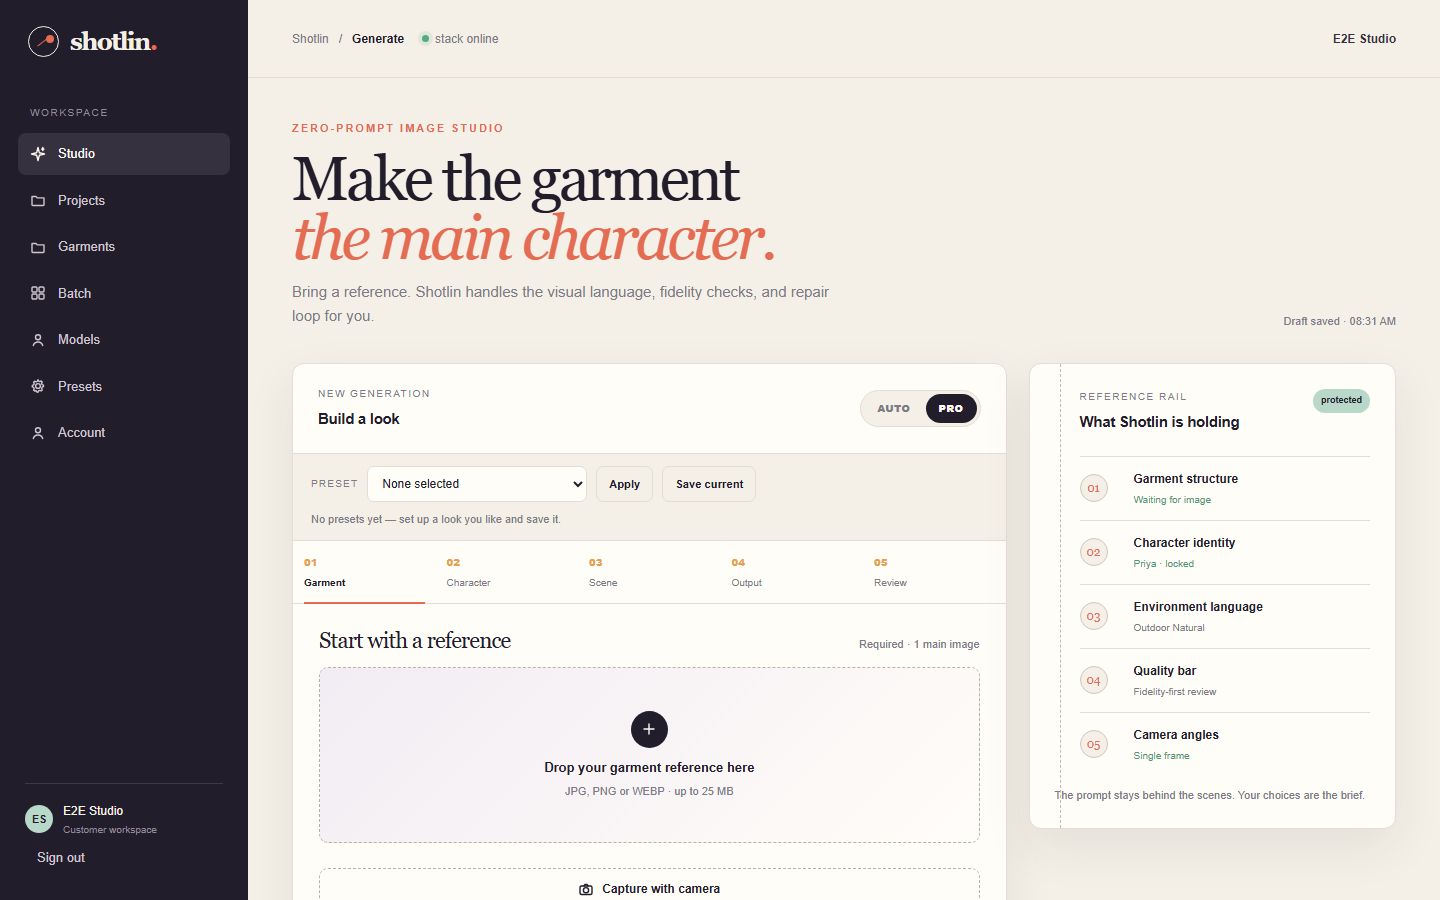 shotlin.
WORKSPACE
Studio
Projects
Garments
Batch
Models
Presets
Account
ES
E2E Studio
Customer workspace
Sign out
Shotlin / Generate
stack online
E2E Studio
ZERO-PROMPT IMAGE STUDIO
Make the garment
the main character.
Bring a reference. Shotlin handles the visual language, fidelity checks, and repair
loop for you.
Draft saved · 08:31 AM
NEW GENERATION
Build a look
AUTO PRO
PRESET None selected Apply Save current
No presets yet — set up a look you like and save it.
01 Garment
02 Character
03 Scene
04 Output
05 Review
Start with a reference
Required · 1 main image
Drop your garment reference here
JPG, PNG or WEBP · up to 25 MB
Capture with camera
REFERENCE RAIL
What Shotlin is holding
protected
01 Garment structure
Waiting for image
02 Character identity
Priya · locked
03 Environment language
Outdoor Natural
04 Quality bar
Fidelity-first review
05 Camera angles
Single frame
The prompt stays behind the scenes. Your choices are the brief.